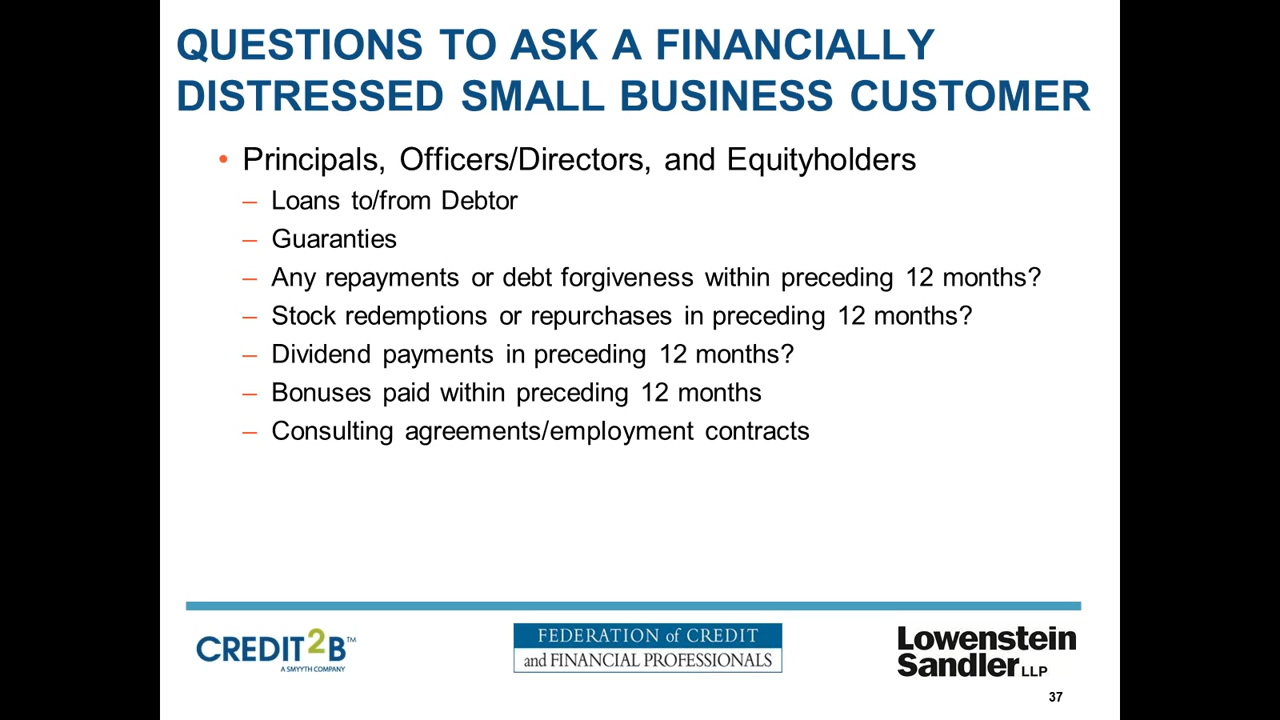 QUESTIONS TO ASK A FINANCIALLY
DISTRESSED SMALL BUSINESS CUSTOMER
• Principals, Officers/Directors, and Equityholders
– Loans to/from Debtor
– Guaranties
– Any repayments or debt forgiveness within preceding 12 months?
– Stock redemptions or repurchases in preceding 12 months?
– Dividend payments in preceding 12 months?
– Bonuses paid within preceding 12 months
– Consulting agreements/employment contracts
CREDIT2B™
A SMYYTH COMPANY
FEDERATION of CREDIT
and FINANCIAL PROFESSIONALS
Lowenstein
Sandler LLP
37